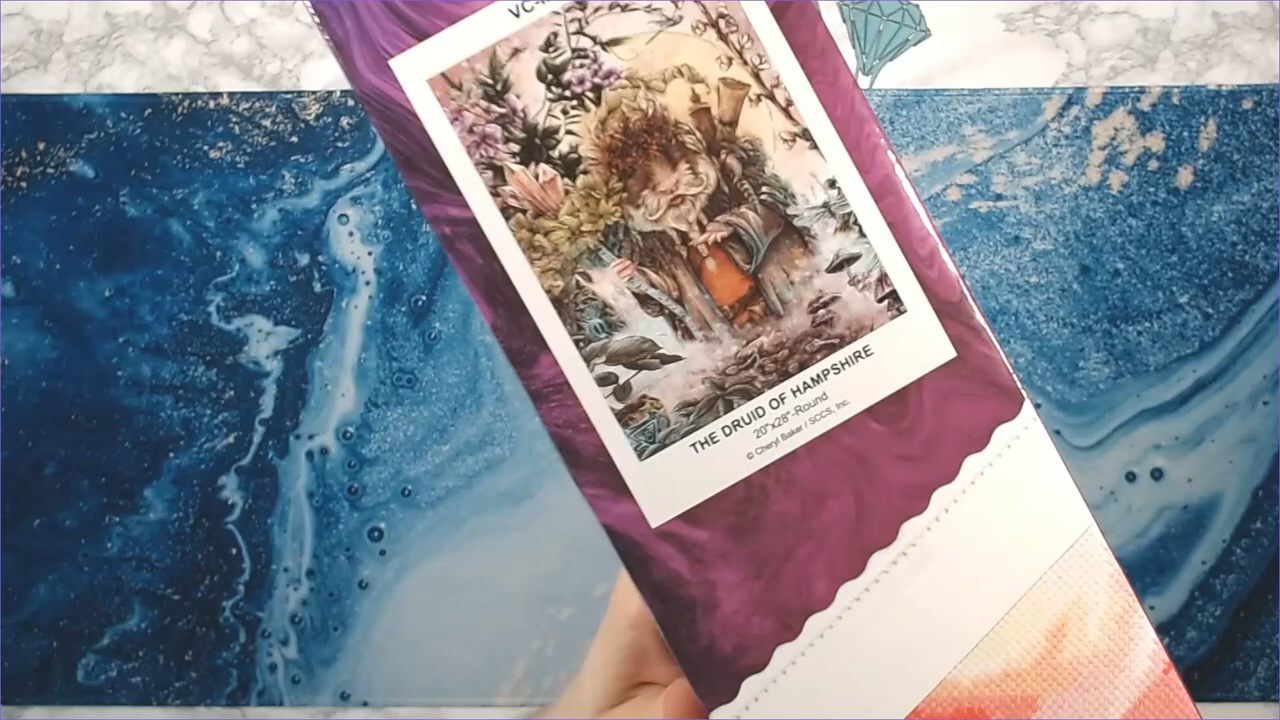 THE DRUID OF HAMPSHIRE
20"x28"-Round
© Cheryl Baker / SCCS, Inc.